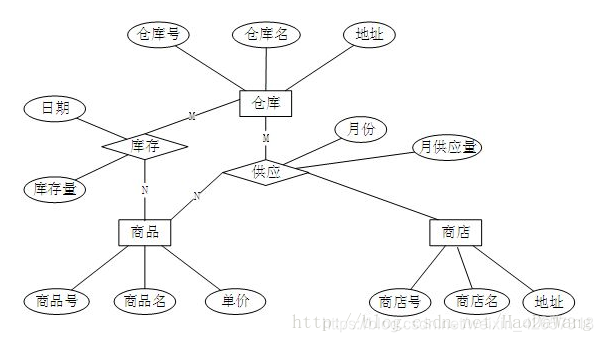 仓库号 仓库名 地址
仓库
日期
M
月份
库存
M
月供应量
供应
库存量
N
N
商品
商店
商品号 商品名 单价
商店号 商店名 地址
http://blog.csdn.net/HaoleWang